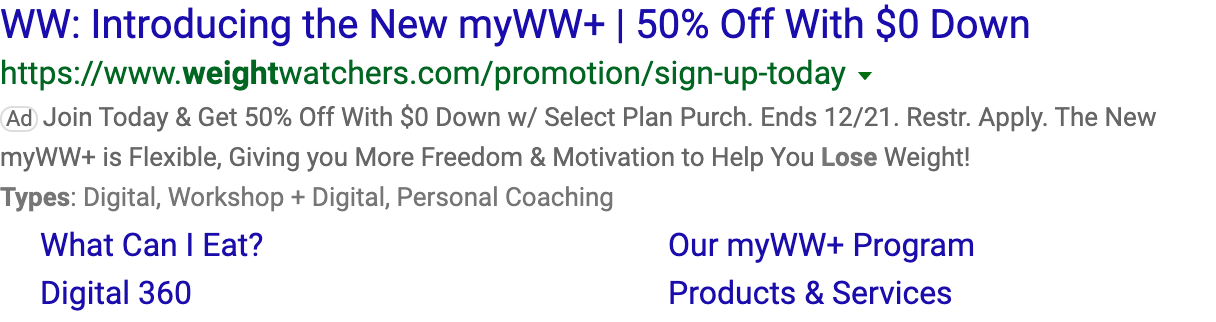 WW: Introducing the New myWW+ | 50% Off With $0 Down
https://www.weightwatchers.com/promotion/sign-up-today
Ad Join Today & Get 50% Off With $0 Down w/ Select Plan Purch. Ends 12/21. Restr. Apply. The New
myWW+ is Flexible, Giving you More Freedom & Motivation to Help You Lose Weight!
Types: Digital, Workshop + Digital, Personal Coaching
What Can I Eat? Our myWW+ Program
Digital 360 Products & Services